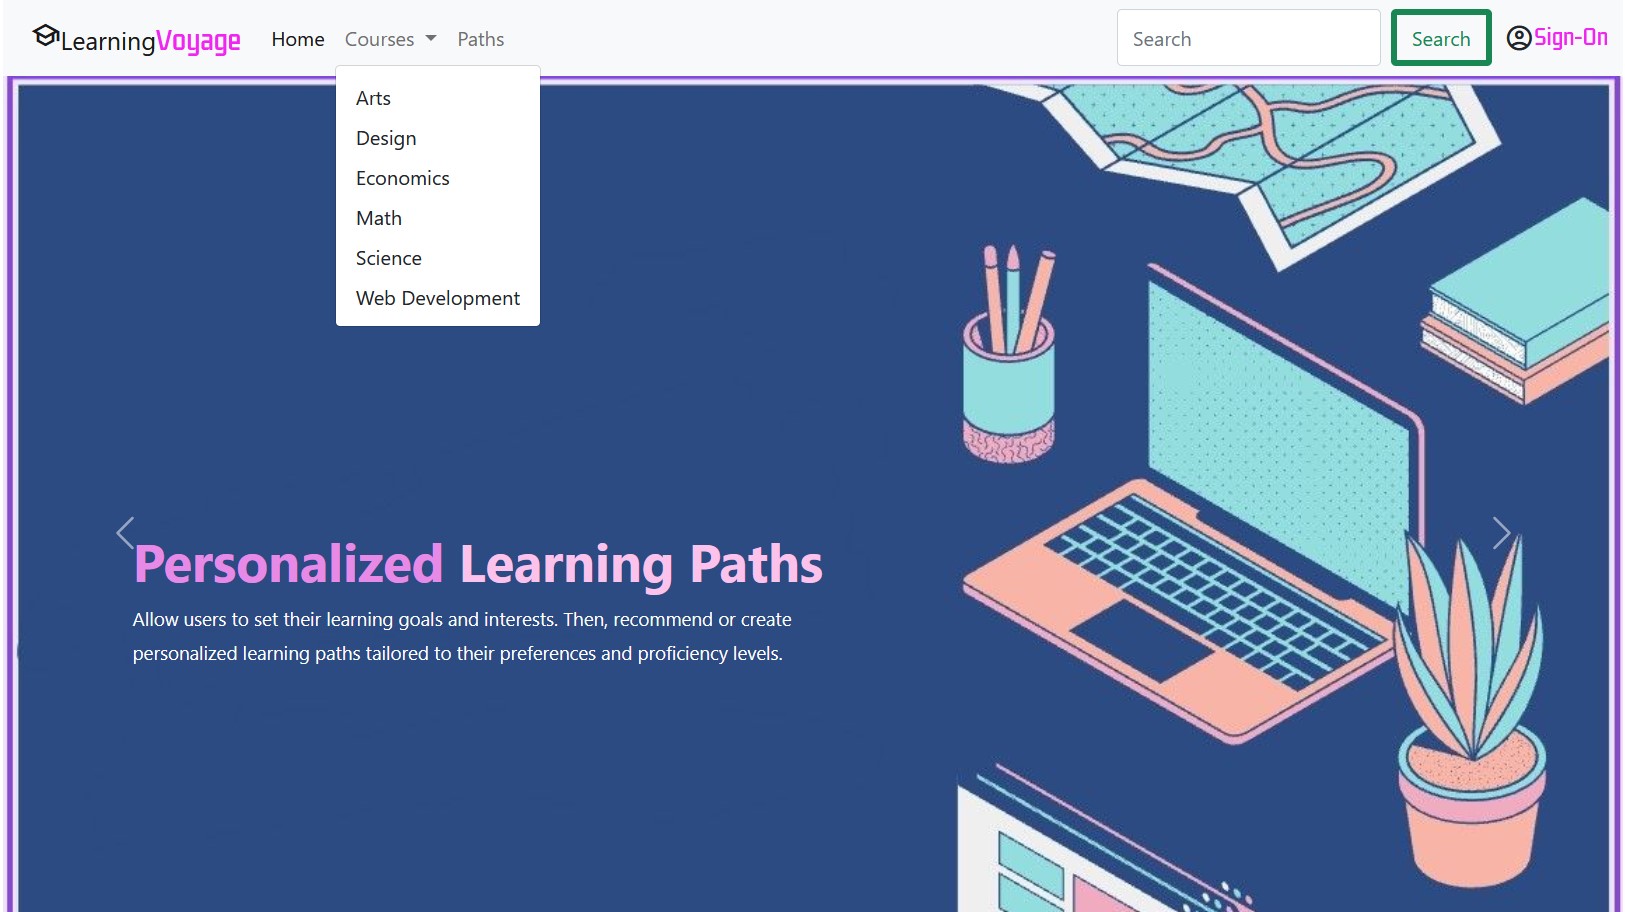 LearningVoyage Home Courses Paths Search Search Sign-On
Arts
Design
Economics
Math
Science
Web Development
Personalized Learning Paths
Allow users to set their learning goals and interests. Then, recommend or create
personalized learning paths tailored to their preferences and proficiency levels.